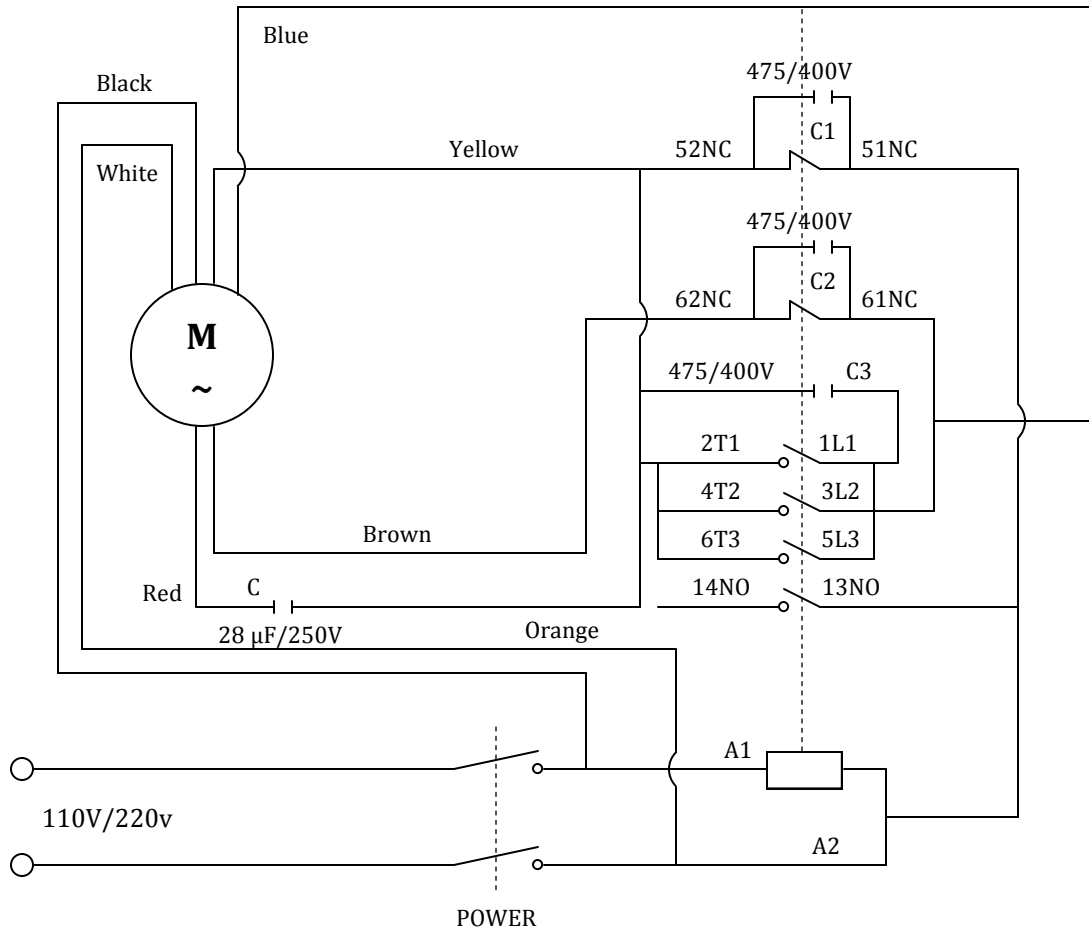 Blue
475/400V
Black
C1
Yellow
52NC
51NC
White
475/400V
C2
62NC
61NC
M
~
475/400V
C3
2T1
1L1
4T2
3L2
Brown
6T3
5L3
Red
C
14NO
13NO
28 μF/250V
Orange
A1
110V/220v
A2
POWER